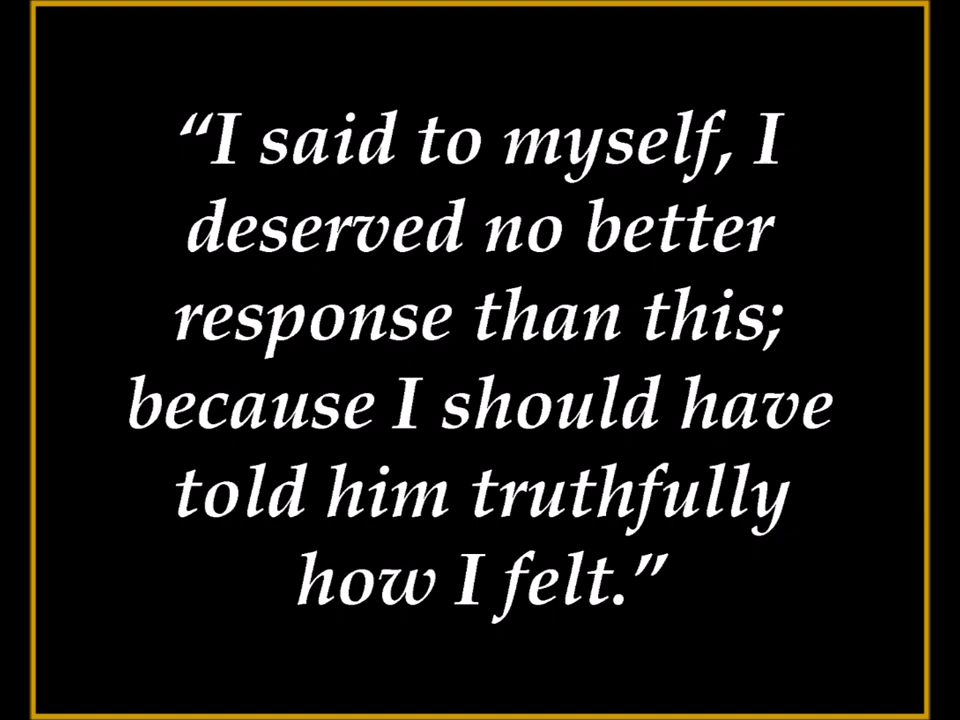 “I said to myself, I
deserved no better
response than this;
because I should have
told him truthfully
how I felt.”